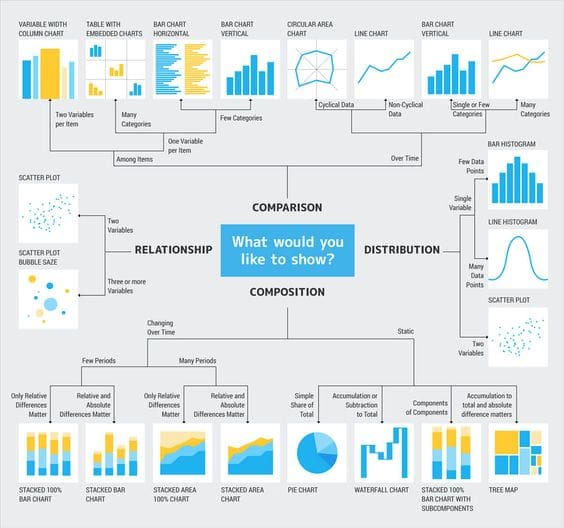 VARIABLE WIDTH
COLUMN CHART
TABLE WITH
EMBEDDED CHARTS
BAR CHART
HORIZONTAL
BAR CHART
VERTICAL
CIRCULAR AREA
CHART
LINE CHART
BAR CHART
VERTICAL
LINE CHART
Cyclical Data
Non-Cyclical
Data
Single or Few
Categories
Many
Categories
Two Variables
per Item
Many
Categories
Few Categories
One Variable
per Item
Among Items
Over Time
BAR HISTOGRAM
Few Data
Points
Single
Variable
SCATTER PLOT
COMPARISON
Two
Variables
RELATIONSHIP
What would you
like to show?
DISTRIBUTION
LINE HISTOGRAM
Many
Data
Points
SCATTER PLOT
BUBBLE SAZE
Three or more
Variables
COMPOSITION
SCATTER PLOT
Two
Variables
Changing
Over Time
Static
Few Periods
Many Periods
Only Relative
Differences
Matter
Relative and
Absolute
Differences Matter
Only Relative
Differences
Matter
Relative and
Absolute
Differences Matter
Simple
Share of
Total
Accumulation or
Subtraction
to Total
Components
of Components
Accumulation to
total and absolute
difference matters
STACKED 100%
BAR CHART
STACKED BAR
CHART
STACKED AREA 100%
CHART
STACKED AREA
CHART
PIE CHART
WATERFALL CHART
STACKED 100%
BAR CHART WITH
SUBCOMPONENTS
TREE MAP